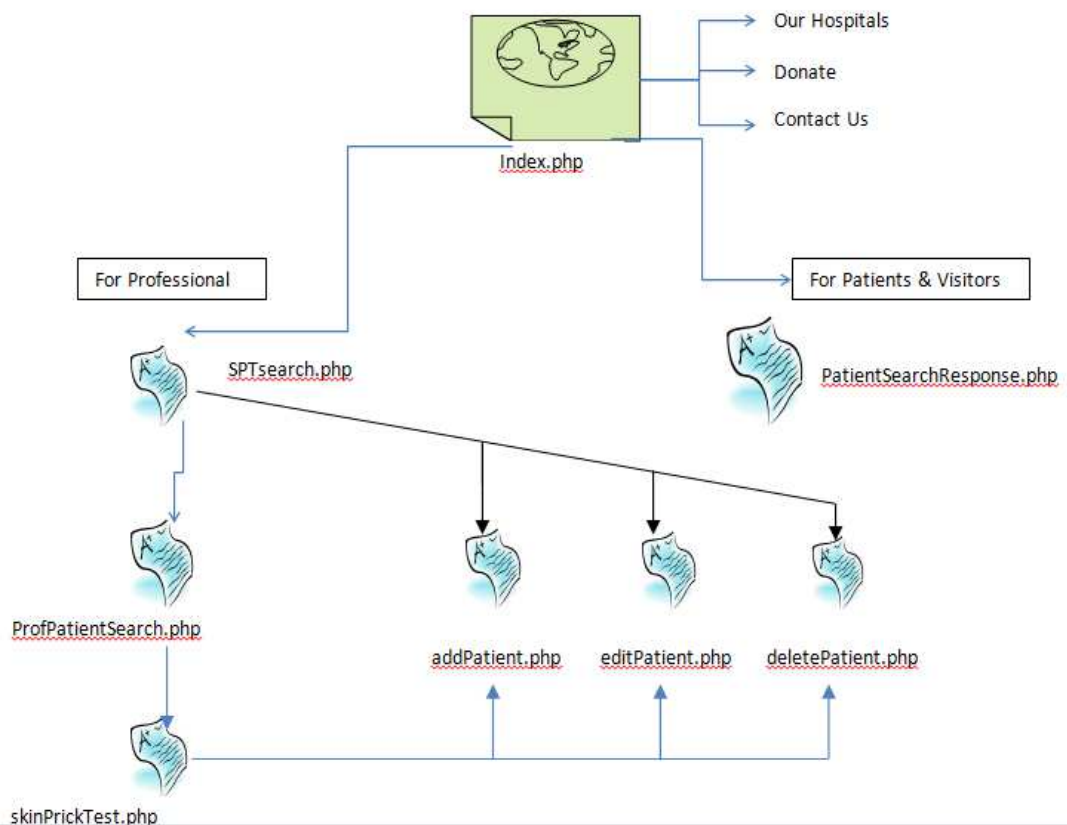 Our Hospitals
Donate
Contact Us
Index.php
For Professional
For Patients & Visitors
SPTsearch.php
PatientSearchResponse.php
ProfPatientSearch.php
addPatient.php
editPatient.php
deletePatient.php
skinPrickTest.php
A+
A+
A+
A+
A+
A+
A+